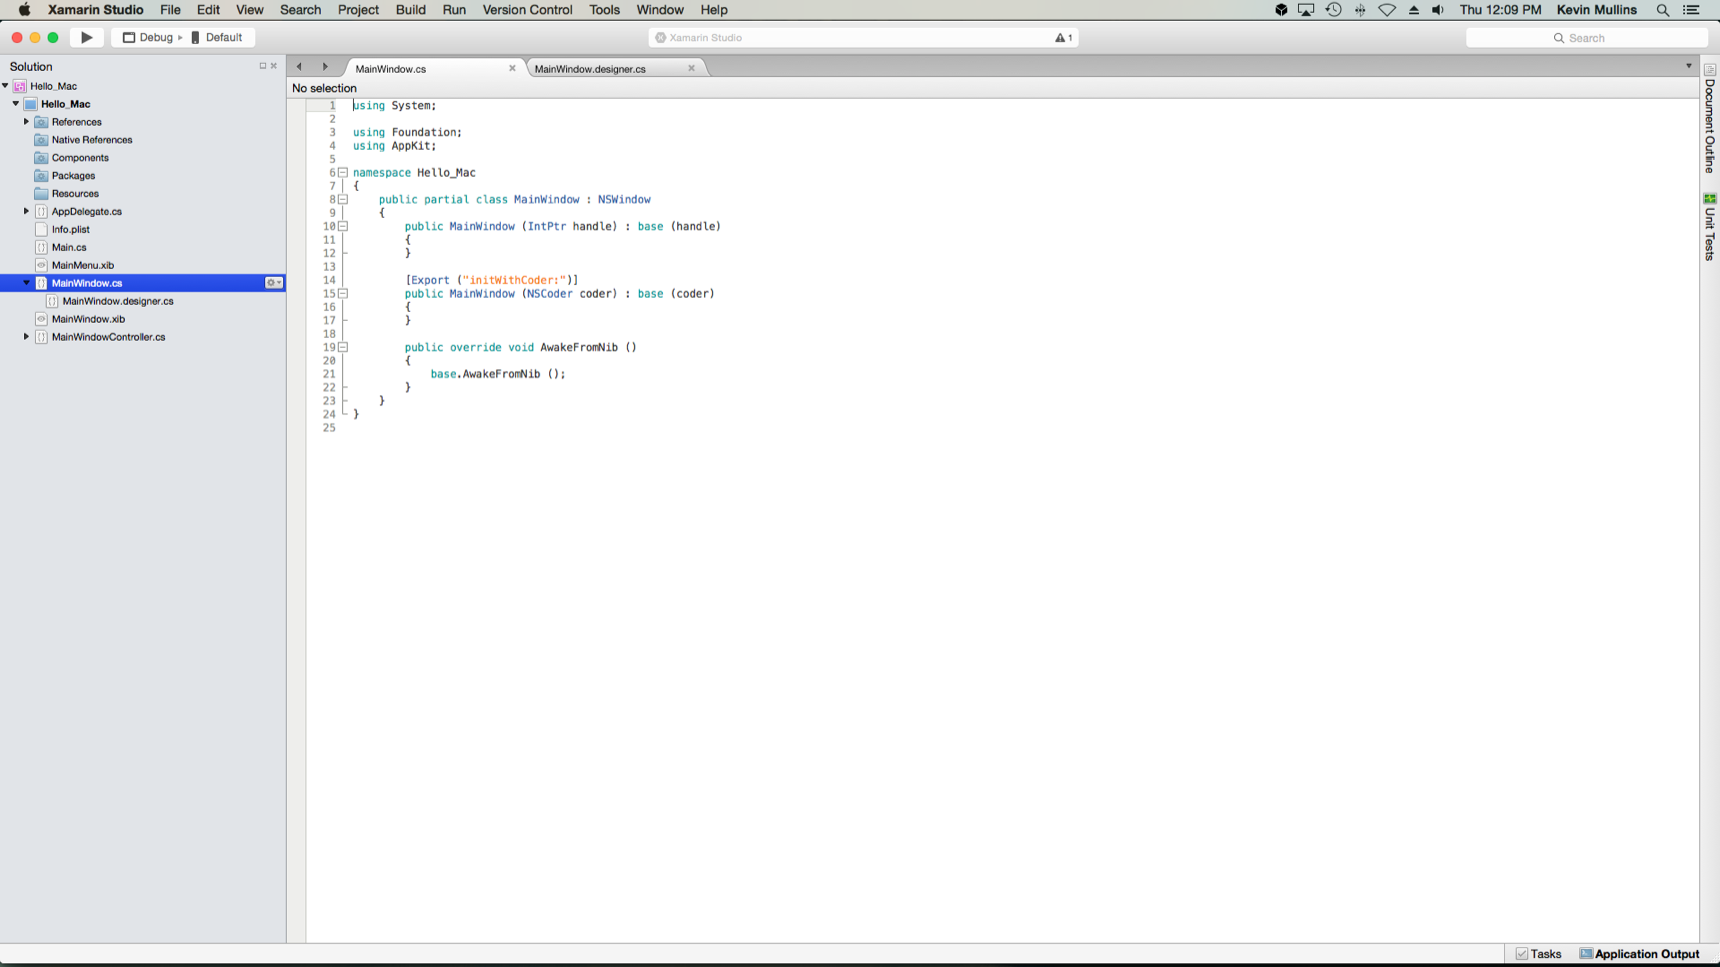 Xamarin Studio File Edit View Search Project Build Run Version Control Tools Window Help Thu 12:09 PM Kevin Mullins
Debug Default Xamarin Studio 1 Search
Solution
Hello_Mac
Hello_Mac
References
Native References
Components
Packages
Resources
AppDelegate.cs
Info.plist
Main.cs
MainMenu.xib
MainWindow.cs
MainWindow.designer.cs
MainWindow.xib
MainWindowController.cs
MainWindow.cs MainWindow.designer.cs
No selection
1 using System;
2
3 using Foundation;
4 using AppKit;
5
6 namespace Hello_Mac
7 {
8 public partial class MainWindow : NSWindow
9 {
10 public MainWindow (IntPtr handle) : base (handle)
11 {
12 }
13
14 [Export ("initWithCoder:")]
15 public MainWindow (NSCoder coder) : base (coder)
16 {
17 }
18
19 public override void AwakeFromNib ()
20 {
21 base.AwakeFromNib ();
22 }
23 }
24 }
25
Document Outline
Unit Tests
Tasks Application Output